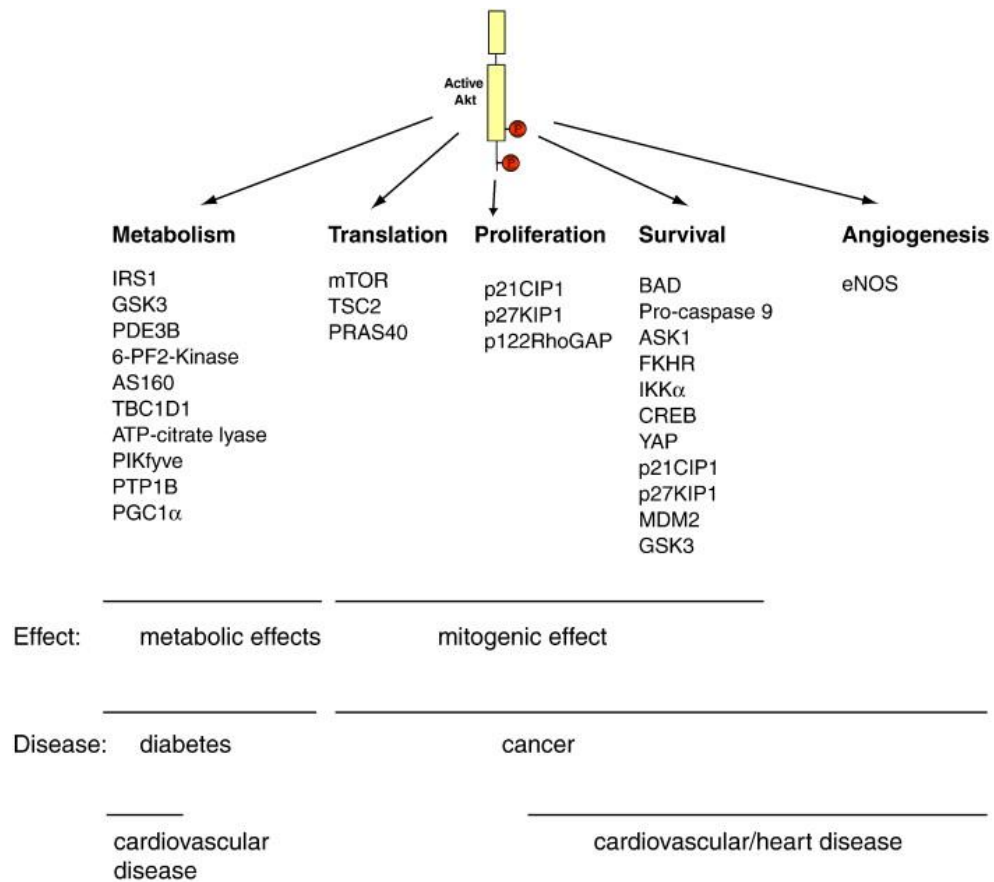 Active
Akt
P
P
Metabolism
IRS1
GSK3
PDE3B
6-PF2-Kinase
AS160
TBC1D1
ATP-citrate lyase
PIKfyve
PTP1B
PGC1α
Translation
mTOR
TSC2
PRAS40
Proliferation
p21CIP1
p27KIP1
p122RhoGAP
Survival
BAD
Pro-caspase 9
ASK1
FKHR
IKKα
CREB
YAP
p21CIP1
p27KIP1
MDM2
GSK3
Angiogenesis
eNOS
Effect: metabolic effects mitogenic effect
Disease: diabetes cancer
cardiovascular
disease
cardiovascular/heart disease